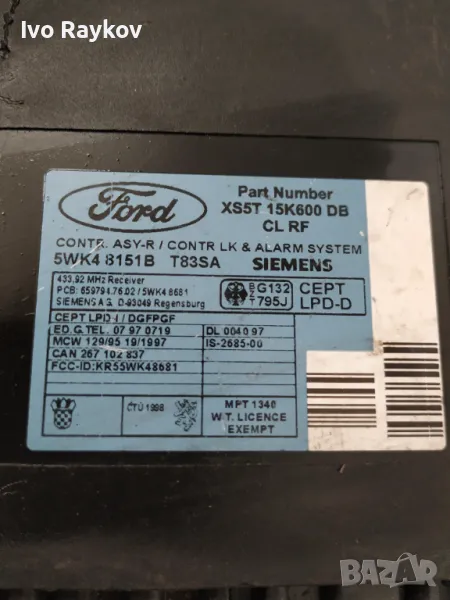 Ivo Raykov
Ford
Part Number
XS5T 15K600 DB
CL RF
CONTR. ASY-R / CONTR LK & ALARM SYSTEM
5WK4 8151B T83SA SIEMENS
433,92 MHz Receiver
PCB: 659794.76.02 / 5WK4 8681
SIEMENS A.G. D-93049 Regensburg
G132
T795J
CEPT
LPD-D
CEPT LPD-I / DGFPGF
ED.G.TEL. 07 97 0719
MCW 129/95 19/1997
CAN 267 102 837
FCC-ID:KR55WK48681
DL 0040 97
IS-2685-00
ČTÚ 1998
MPT 1340
W.T. LICENCE
EXEMPT
BAZAR